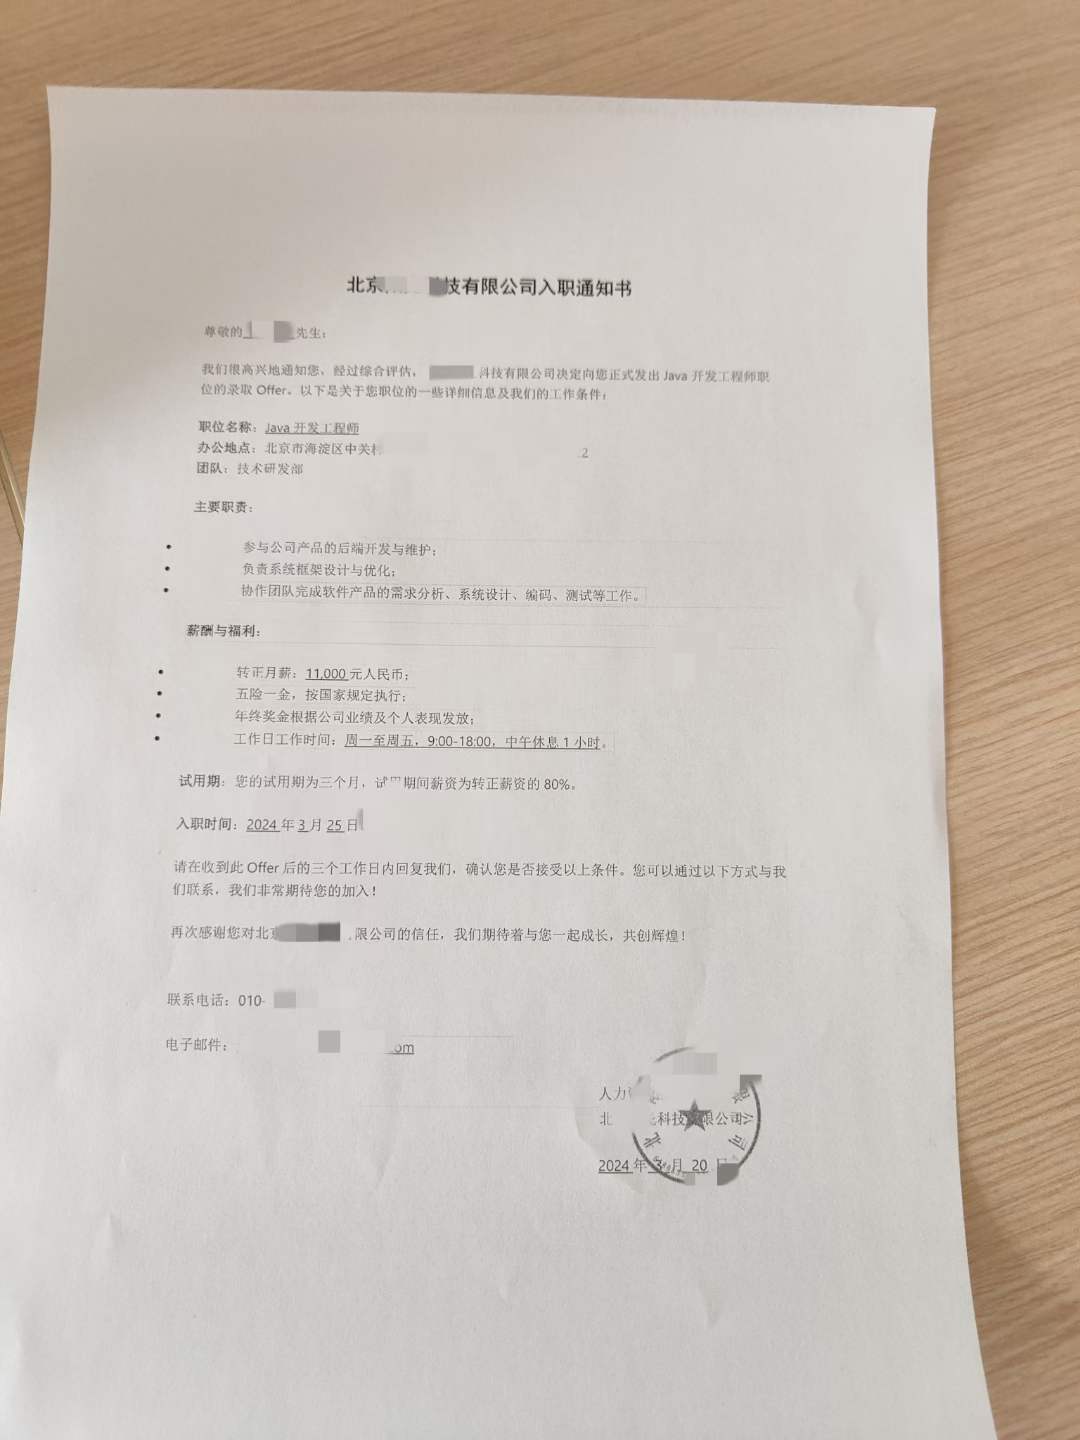 北京 技有限公司入职通知书
尊敬的 先生：
我们很高兴地通知您、经过综合评估， 科技有限公司决定向您正式发出 Java 开发工程师职
位的录取 Offer。以下是关于您职位的一些详细信息及我们的工作条件：
职位名称：Java 开发工程师
办公地点：北京市海淀区中关村 2
团队：技术研发部
主要职责：
• 参与公司产品的后端开发与维护；
• 负责系统框架设计与优化；
• 协作团队完成软件产品的需求分析、系统设计、编码、测试等工作。
薪酬与福利：
• 转正月薪：11,000 元人民币；
• 五险一金，按国家规定执行；
• 年终奖金根据公司业绩及个人表现发放；
• 工作日工作时间：周一至周五，9:00-18:00，中午休息 1 小时。
试用期：您的试用期为三个月，试 期间薪资为转正薪资的 80%。
入职时间：2024 年 3 月 25 日
请在收到此 Offer 后的三个工作日内回复我们，确认您是否接受以上条件。您可以通过以下方式与我
们联系，我们非常期待您的加入！
再次感谢您对北京 限公司的信任，我们期待着与您一起成长，共创辉煌！
联系电话：010-
电子邮件： om
人力
北 科技 限公司
2024 年 3 月 20 日